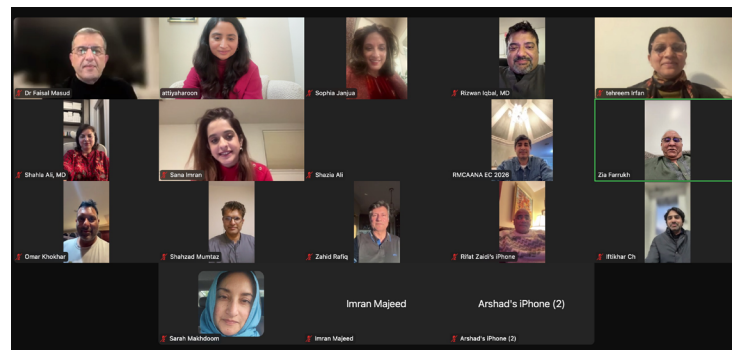 Dr Faisal Masud
attiyaharoon
Sophia Janjua
Rizwan Iqbal, MD
tehreem Irfan
Shahla Ali, MD
Sana Imran
Shazia Ali
RMCAANA EC 2026
Zia Farrukh
Omar Khokhar
Shahzad Mumtaz
Zahid Rafiq
Rifat Zaidi's iPhone
Iftikhar Ch
Imran Majeed
Arshad's iPhone (2)
Sarah Makhdoom
Imran Majeed
Arshad's iPhone (2)